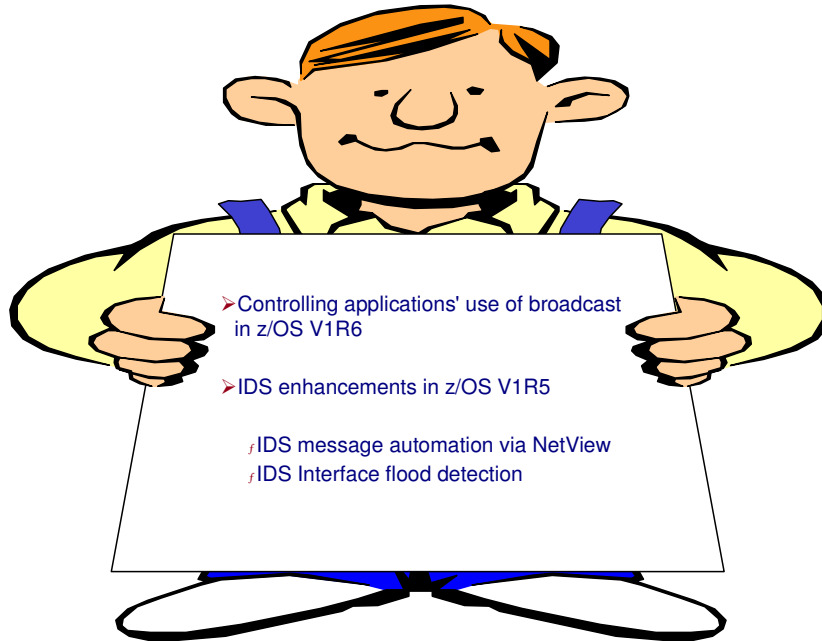 ➢Controlling applications' use of broadcast
in z/OS V1R6
➢IDS enhancements in z/OS V1R5
ƒIDS message automation via NetView
ƒIDS Interface flood detection